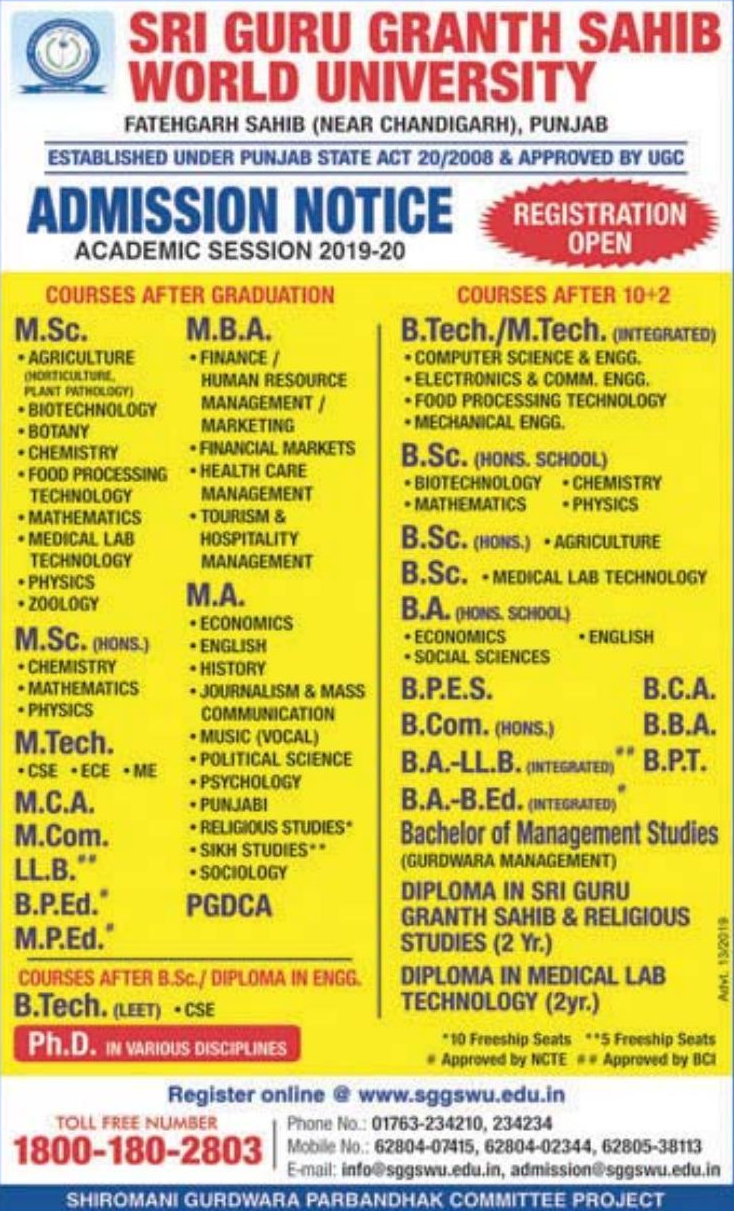 SRI GURU GRANTH SAHIB
WORLD UNIVERSITY
FATEHGARH SAHIB (NEAR CHANDIGARH), PUNJAB
ESTABLISHED UNDER PUNJAB STATE ACT 20/2008 & APPROVED BY UGC
ADMISSION NOTICE
ACADEMIC SESSION 2019-20
REGISTRATION
OPEN
COURSES AFTER GRADUATION
M.Sc.
• AGRICULTURE
(HORTICULTURE,
PLANT PATHOLOGY)
• BIOTECHNOLOGY
• BOTANY
• CHEMISTRY
• FOOD PROCESSING
TECHNOLOGY
• MATHEMATICS
• MEDICAL LAB
TECHNOLOGY
• PHYSICS
• ZOOLOGY
M.Sc. (HONS.)
• CHEMISTRY
• MATHEMATICS
• PHYSICS
M.Tech.
• CSE • ECE • ME
M.C.A.
M.Com.
LL.B.##
B.P.Ed.#
M.P.Ed.#
M.B.A.
• FINANCE /
HUMAN RESOURCE
MANAGEMENT /
MARKETING
• FINANCIAL MARKETS
• HEALTH CARE
MANAGEMENT
• TOURISM &
HOSPITALITY
MANAGEMENT
M.A.
• ECONOMICS
• ENGLISH
• HISTORY
• JOURNALISM & MASS
COMMUNICATION
• MUSIC (VOCAL)
• POLITICAL SCIENCE
• PSYCHOLOGY
• PUNJABI
• RELIGIOUS STUDIES*
• SIKH STUDIES**
• SOCIOLOGY
PGDCA
COURSES AFTER B.Sc./ DIPLOMA IN ENGG.
B.Tech. (LEET) • CSE
Ph.D. IN VARIOUS DISCIPLINES
COURSES AFTER 10+2
B.Tech./M.Tech. (INTEGRATED)
• COMPUTER SCIENCE & ENGG.
• ELECTRONICS & COMM. ENGG.
• FOOD PROCESSING TECHNOLOGY
• MECHANICAL ENGG.
B.Sc. (HONS. SCHOOL)
• BIOTECHNOLOGY • CHEMISTRY
• MATHEMATICS • PHYSICS
B.Sc. (HONS.) • AGRICULTURE
B.Sc. • MEDICAL LAB TECHNOLOGY
B.A. (HONS. SCHOOL)
• ECONOMICS • ENGLISH
• SOCIAL SCIENCES
B.P.E.S. B.C.A.
B.Com. (HONS.) B.B.A.
B.A.-LL.B. (INTEGRATED)## B.P.T.
B.A.-B.Ed. (INTEGRATED)#
Bachelor of Management Studies
(GURDWARA MANAGEMENT)
DIPLOMA IN SRI GURU
GRANTH SAHIB & RELIGIOUS
STUDIES (2 Yr.)
DIPLOMA IN MEDICAL LAB
TECHNOLOGY (2yr.)
Advt. 13/2019
*10 Freeship Seats **5 Freeship Seats
# Approved by NCTE ## Approved by BCI
Register online @ www.sggswu.edu.in
TOLL FREE NUMBER
1800-180-2803
Phone No.: 01763-234210, 234234
Mobile No.: 62804-07415, 62804-02344, 62805-38113
E-mail: info@sggswu.edu.in, admission@sggswu.edu.in
SHIROMANI GURDWARA PARBANDHAK COMMITTEE PROJECT